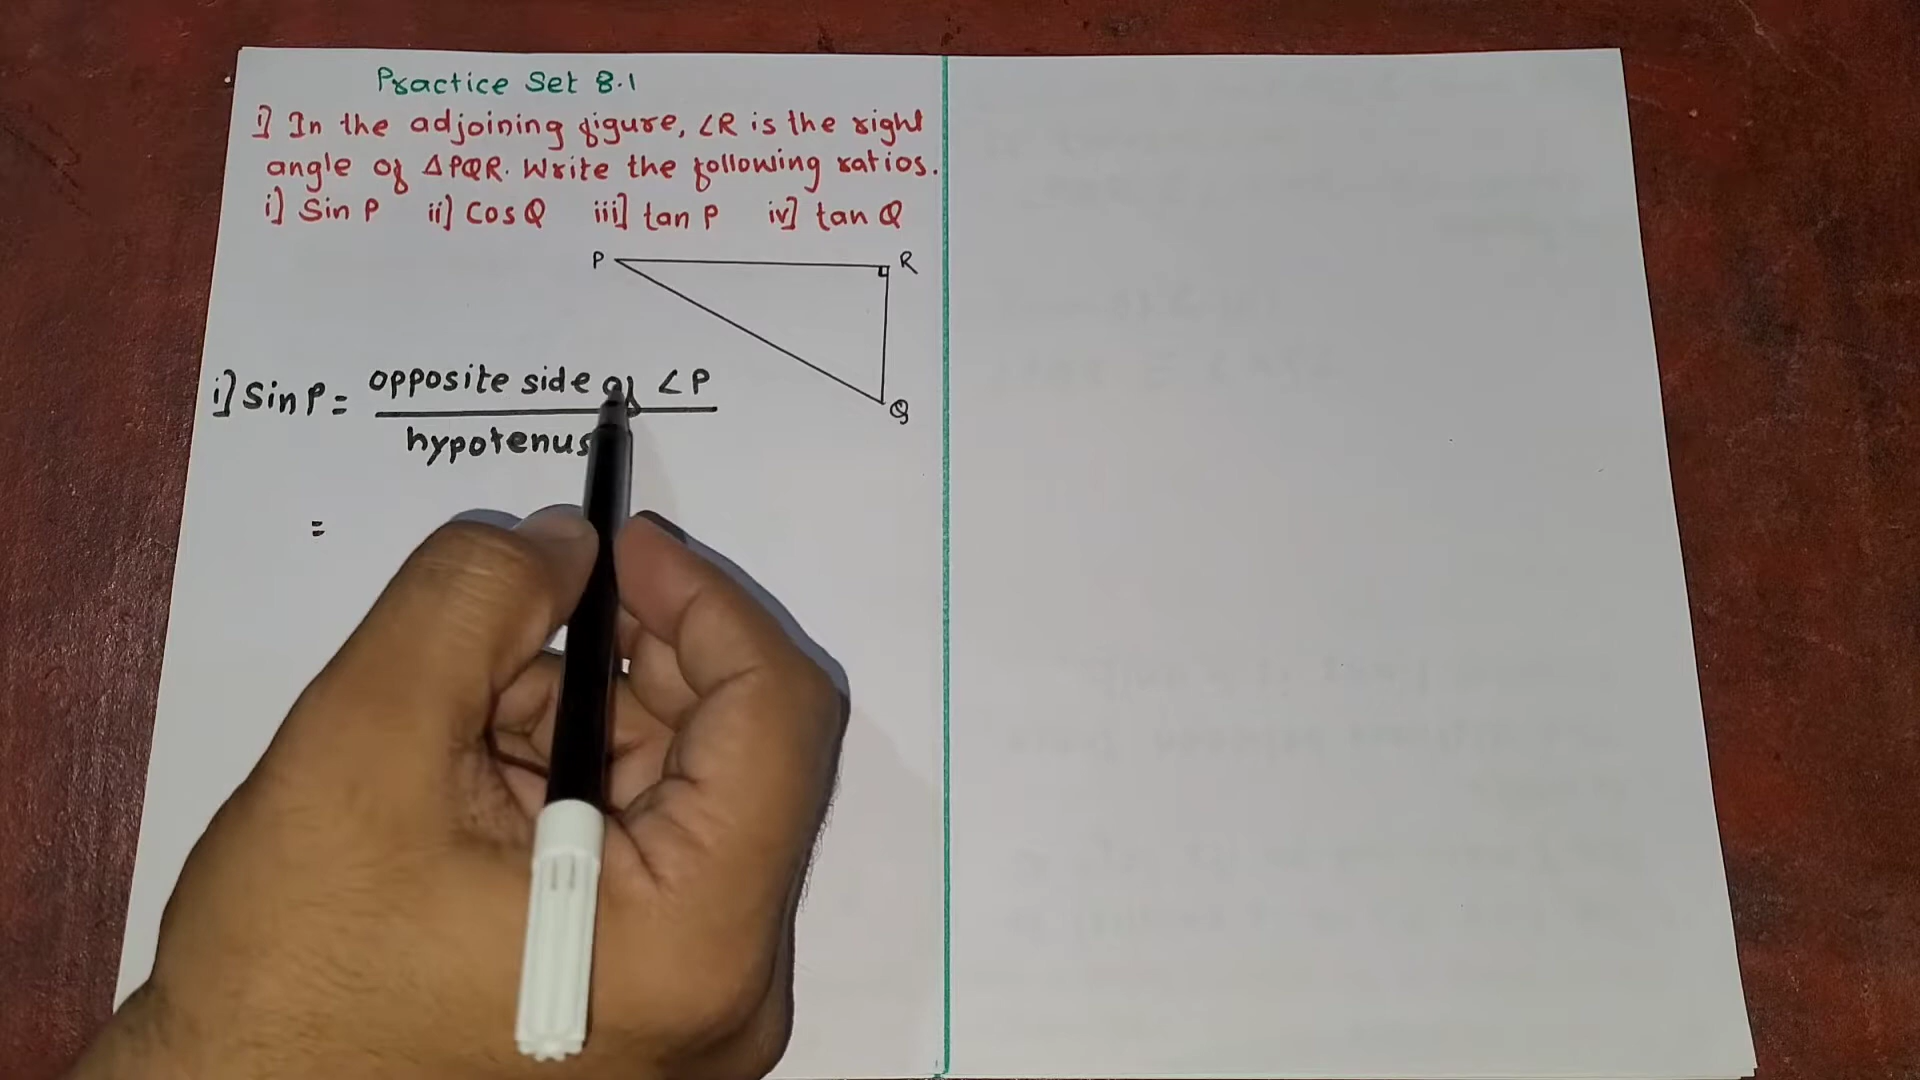 Practice Set 8.1
1] In the adjoining figure, ∠R is the right
angle of △PQR. Write the following ratios.
i] Sin P ii] Cos Q iii] tan P iv] tan Q
P R
Q
i] Sin P = opposite side of ∠P
hypotenus
=